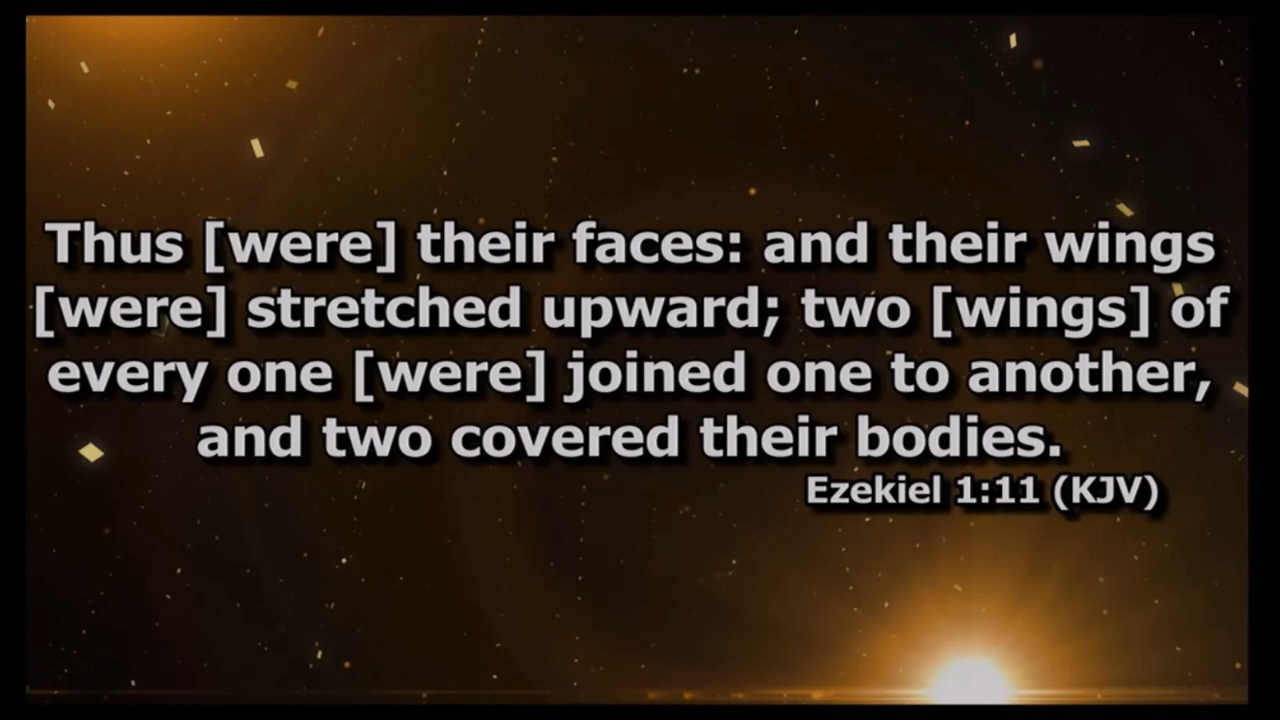 Thus [were] their faces: and their wings
[were] stretched upward; two [wings] of
every one [were] joined one to another,
and two covered their bodies.
Ezekiel 1:11 (KJV)